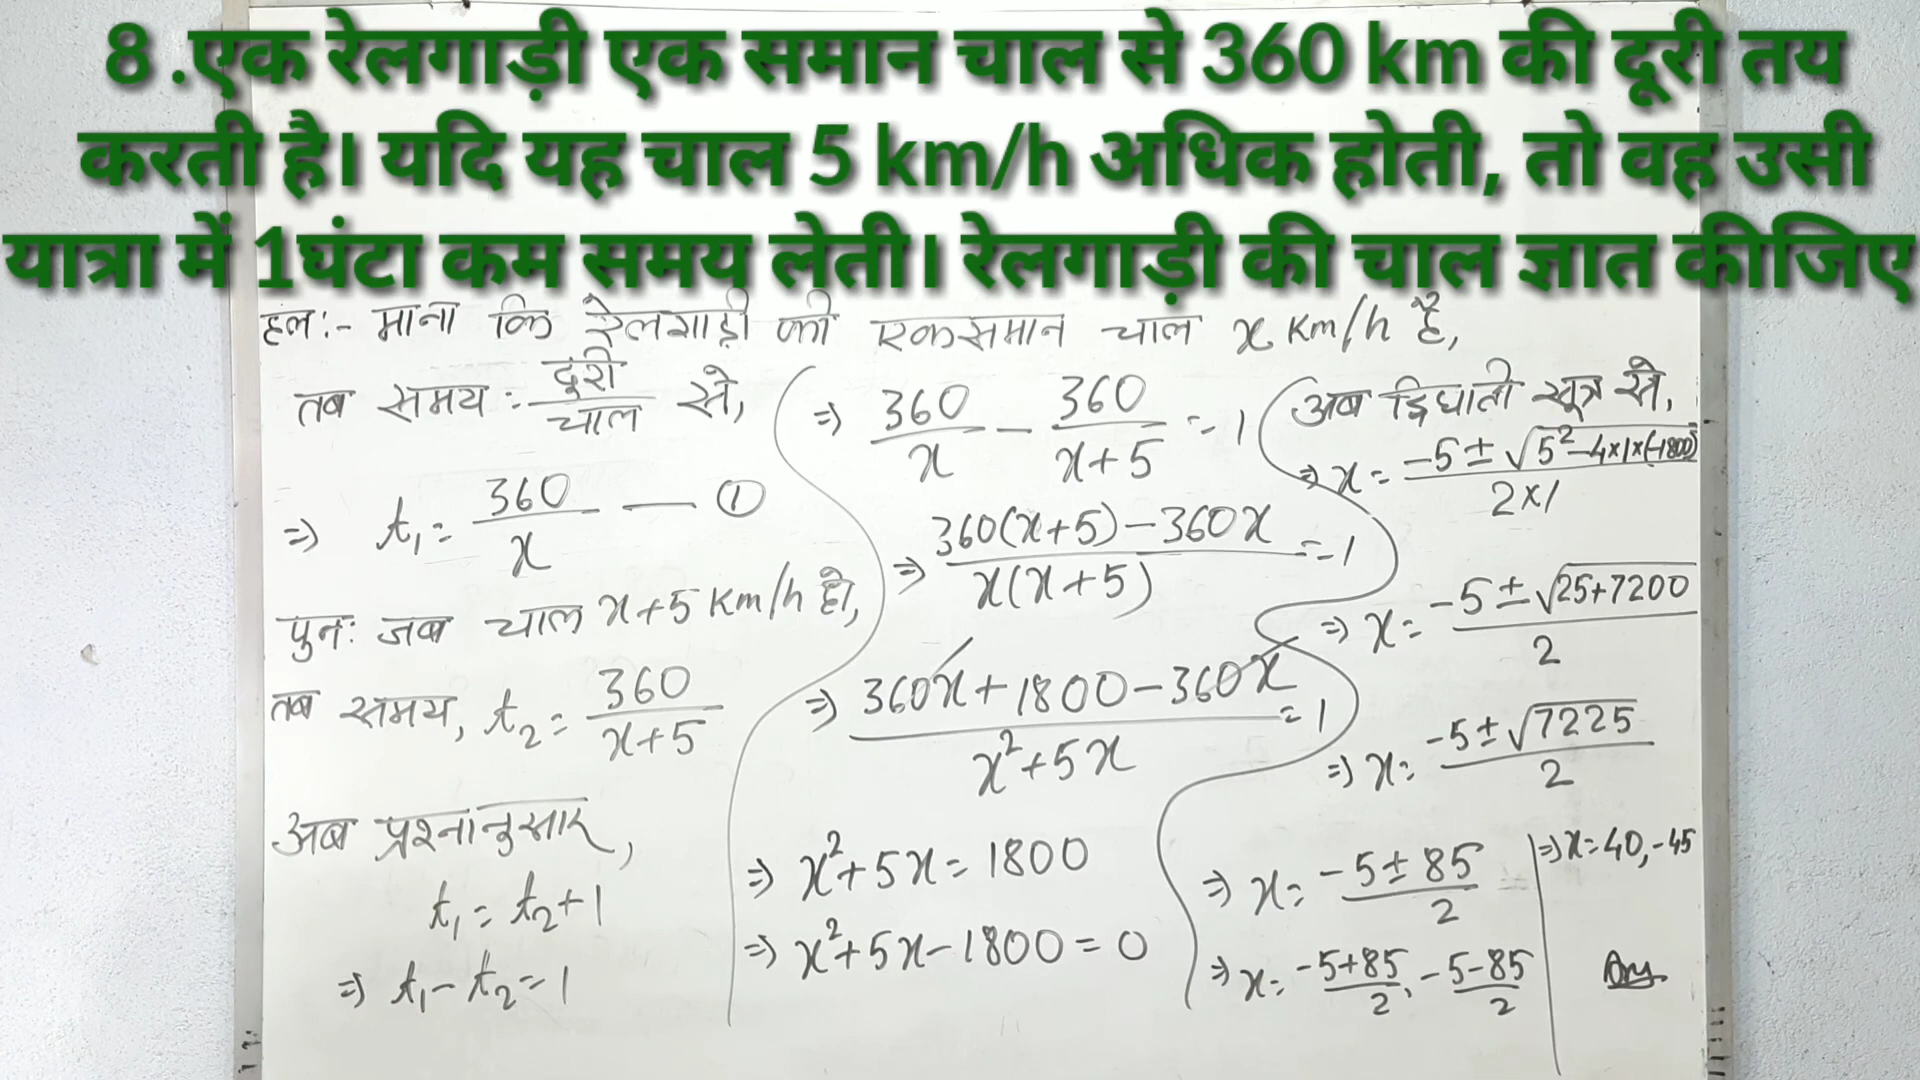 8 .एक रेलगाड़ी एक समान चाल से 360 km की दूरी तय
करती है। यदि यह चाल 5 km/h अधिक होती, तो वह उसी
यात्रा में 1घंटा कम समय लेती। रेलगाड़ी की चाल ज्ञात कीजिए
हल:- माना कि रेलगाड़ी की एकसमान चाल x km/h है,
तब समय = दूरी/चाल से,
⇒ t₁ = 360/x — ①
पुनः जब चाल x+5 km/h हो,
तब समय, t₂ = 360/x+5
अब प्रश्नानुसार,
t₁ = t₂+1
⇒ t₁ - t₂ = 1
⇒ 360/x - 360/x+5 = 1
⇒ 360(x+5) - 360x/x(x+5) = 1
⇒ 360x + 1800 - 360x/x²+5x = 1
⇒ x²+5x = 1800
⇒ x²+5x-1800 = 0
अब द्विघाती सूत्र से,
⇒ x = -5 ± √5²-4×1×(-1800)/2×1
⇒ x = -5 ± √25+7200/2
⇒ x = -5 ± √7225/2
⇒ x = -5 ± 85/2
⇒ x = -5+85/2, -5-85/2
⇒ x = 40, -45
Ans